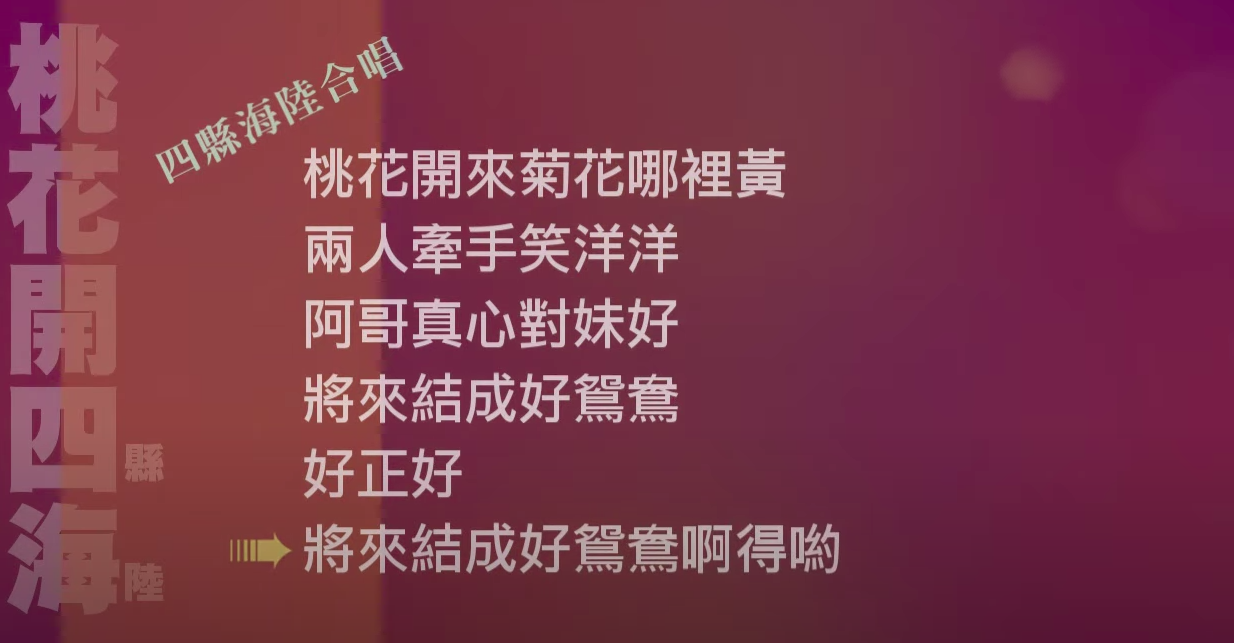 桃花開四縣海陸
四縣海陸合唱
桃花開來菊花哪裡黃
兩人牽手笑洋洋
阿哥真心對妹好
將來結成好鴛鴦
好正好
將來結成好鴛鴦啊得喲